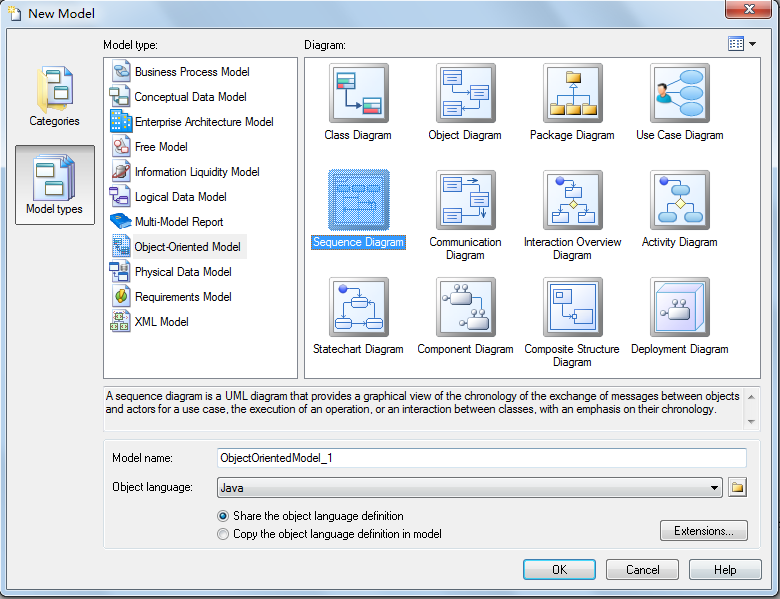 New Model
Model type:
Diagram:
Categories
Model types
Business Process Model
Conceptual Data Model
Enterprise Architecture Model
Free Model
Information Liquidity Model
Logical Data Model
Multi-Model Report
Object-Oriented Model
Physical Data Model
Requirements Model
XML Model
Class Diagram
Object Diagram
Package Diagram
Use Case Diagram
Sequence Diagram
Communication
Diagram
Interaction Overview
Diagram
Activity Diagram
Statechart Diagram
Component Diagram
Composite Structure
Diagram
Deployment Diagram
A sequence diagram is a UML diagram that provides a graphical view of the chronology of the exchange of messages between objects
and actors for a use case, the execution of an operation, or an interaction between classes, with an emphasis on their chronology.
Model name:
ObjectOrientedModel_1
Object language:
Java
Share the object language definition
Copy the object language definition in model
Extensions...
OK
Cancel
Help